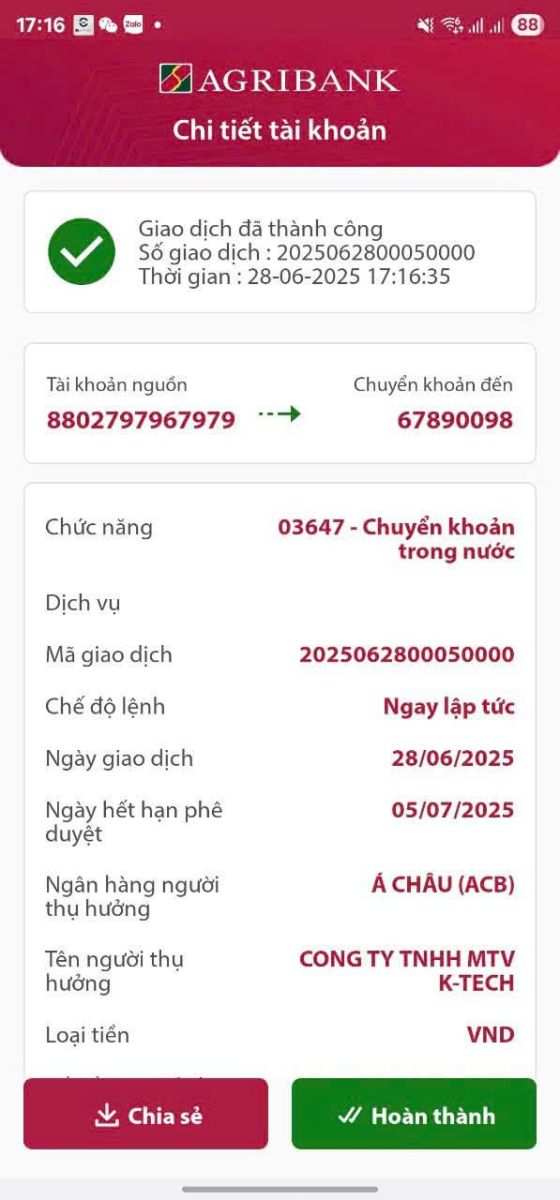 17:16
Zalo
88
AGRIBANK
Chi tiết tài khoản
Giao dịch đã thành công
Số giao dịch : 2025062800050000
Thời gian : 28-06-2025 17:16:35
Tài khoản nguồn
8802797967979
Chuyển khoản đến
67890098
Chức năng
03647 - Chuyển khoản
trong nước
Dịch vụ
Mã giao dịch
2025062800050000
Chế độ lệnh
Ngay lập tức
Ngày giao dịch
28/06/2025
Ngày hết hạn phê
duyệt
05/07/2025
Ngân hàng người
thụ hưởng
Á CHÂU (ACB)
Tên người thụ
hưởng
CONG TY TNHH MTV
K-TECH
Loại tiền
VND
Chia sẻ
Hoàn thành